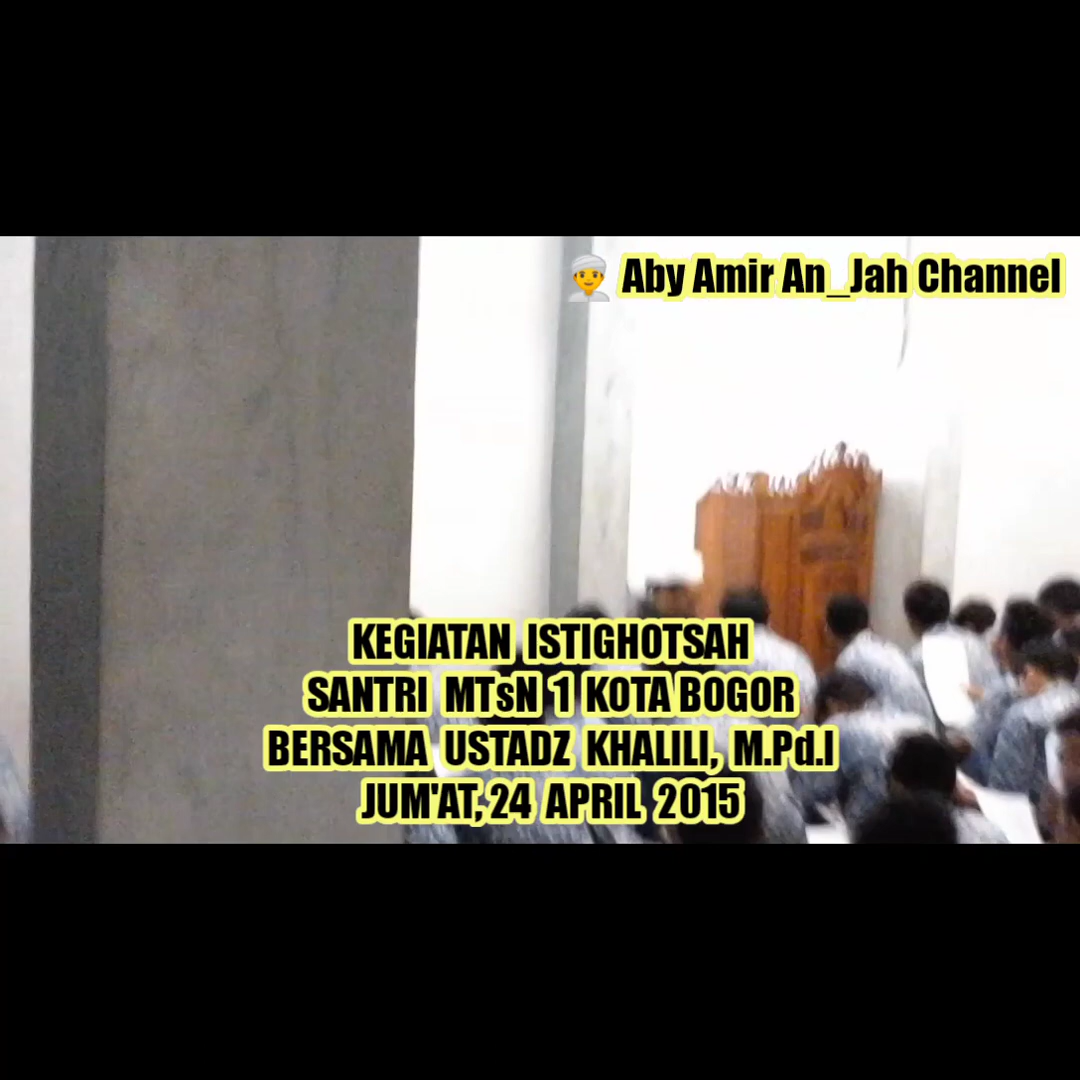 Aby Amir An_Jah Channel
KEGIATAN ISTIGHOTSAH
SANTRI MTsN 1 KOTA BOGOR
BERSAMA USTADZ KHALILI, M.Pd.I
JUM'AT, 24 APRIL 2015